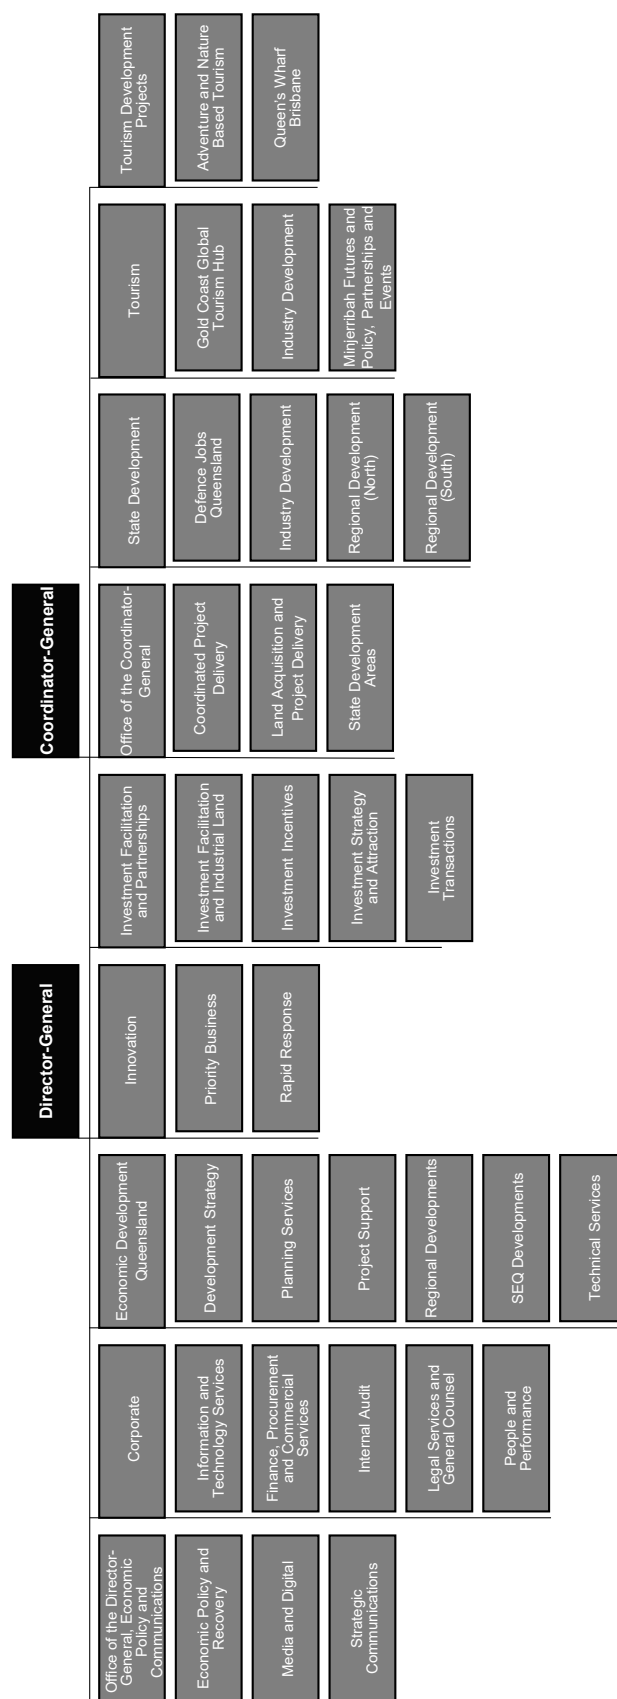 Director-General
Coordinator-General
Office of the Director-
General, Economic
Policy and
Communications
Economic Policy and
Recovery
Media and Digital
Strategic
Communications
Corporate
Information and
Technology Services
Finance, Procurement
and Commercial
Services
Internal Audit
Legal Services and
General Counsel
People and
Performance
Economic Development
Queensland
Development Strategy
Planning Services
Project Support
Regional Developments
SEQ Developments
Technical Services
Innovation
Priority Business
Rapid Response
Investment Facilitation
and Partnerships
Investment Facilitation
and Industrial Land
Investment Incentives
Investment Strategy
and Attraction
Investment
Transactions
Office of the Coordinator-
General
Coordinated Project
Delivery
Land Acquisition and
Project Delivery
State Development
Areas
State Development
Defence Jobs
Queensland
Industry Development
Regional Development
(North)
Regional Development
(South)
Tourism
Gold Coast Global
Tourism Hub
Industry Development
Minjerribah Futures and
Policy, Partnerships and
Events
Tourism Development
Projects
Adventure and Nature
Based Tourism
Queen's Wharf
Brisbane